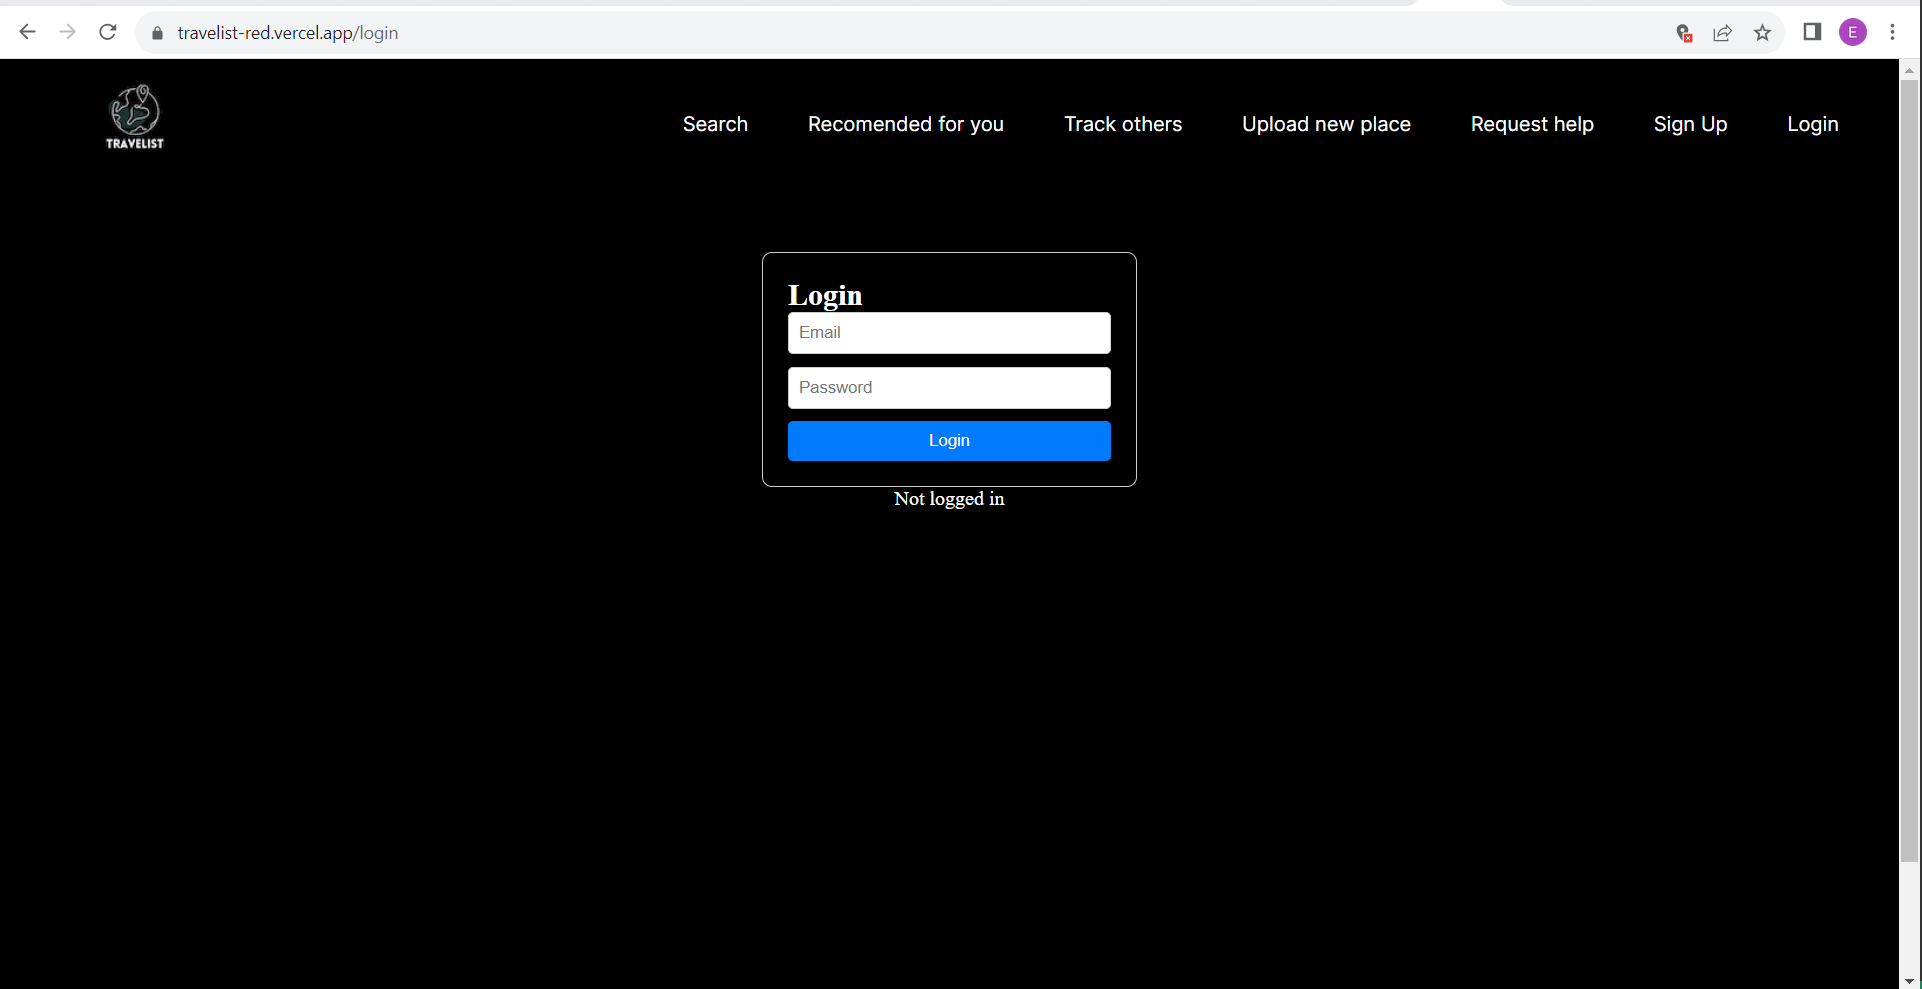 travelist-red.vercel.app/login
E
TRAVELIST
Search
Recomended for you
Track others
Upload new place
Request help
Sign Up
Login
Login
Email
Password
Login
Not logged in